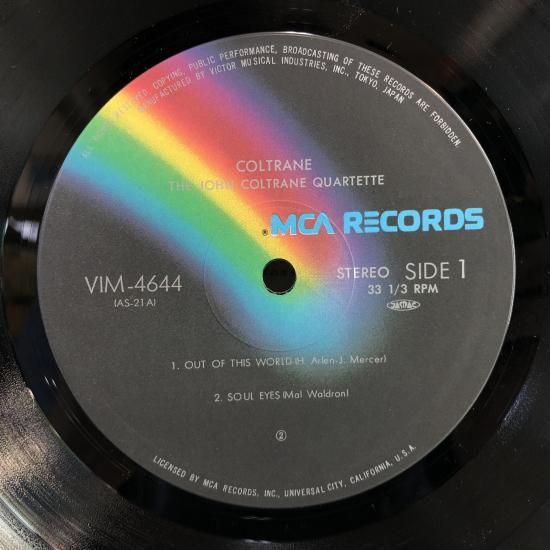 ALL RIGHTS RESERVED. COPYING, PUBLIC PERFORMANCE, BROADCASTING OF THESE RECORDS ARE FORBIDDEN.
MANUFACTURED BY VICTOR MUSICAL INDUSTRIES, INC., TOKYO, JAPAN
COLTRANE
THE JOHN COLTRANE QUARTETTE
® MCA RECORDS
VIM-4644
(AS-21A)
STEREO SIDE 1
33 1/3 RPM
JASRAC
1. OUT OF THIS WORLD (H. Arlen-J. Mercer)
2. SOUL EYES (Mal Waldron)
②
LICENSED BY MCA RECORDS, INC., UNIVERSAL CITY, CALIFORNIA, U.S.A.